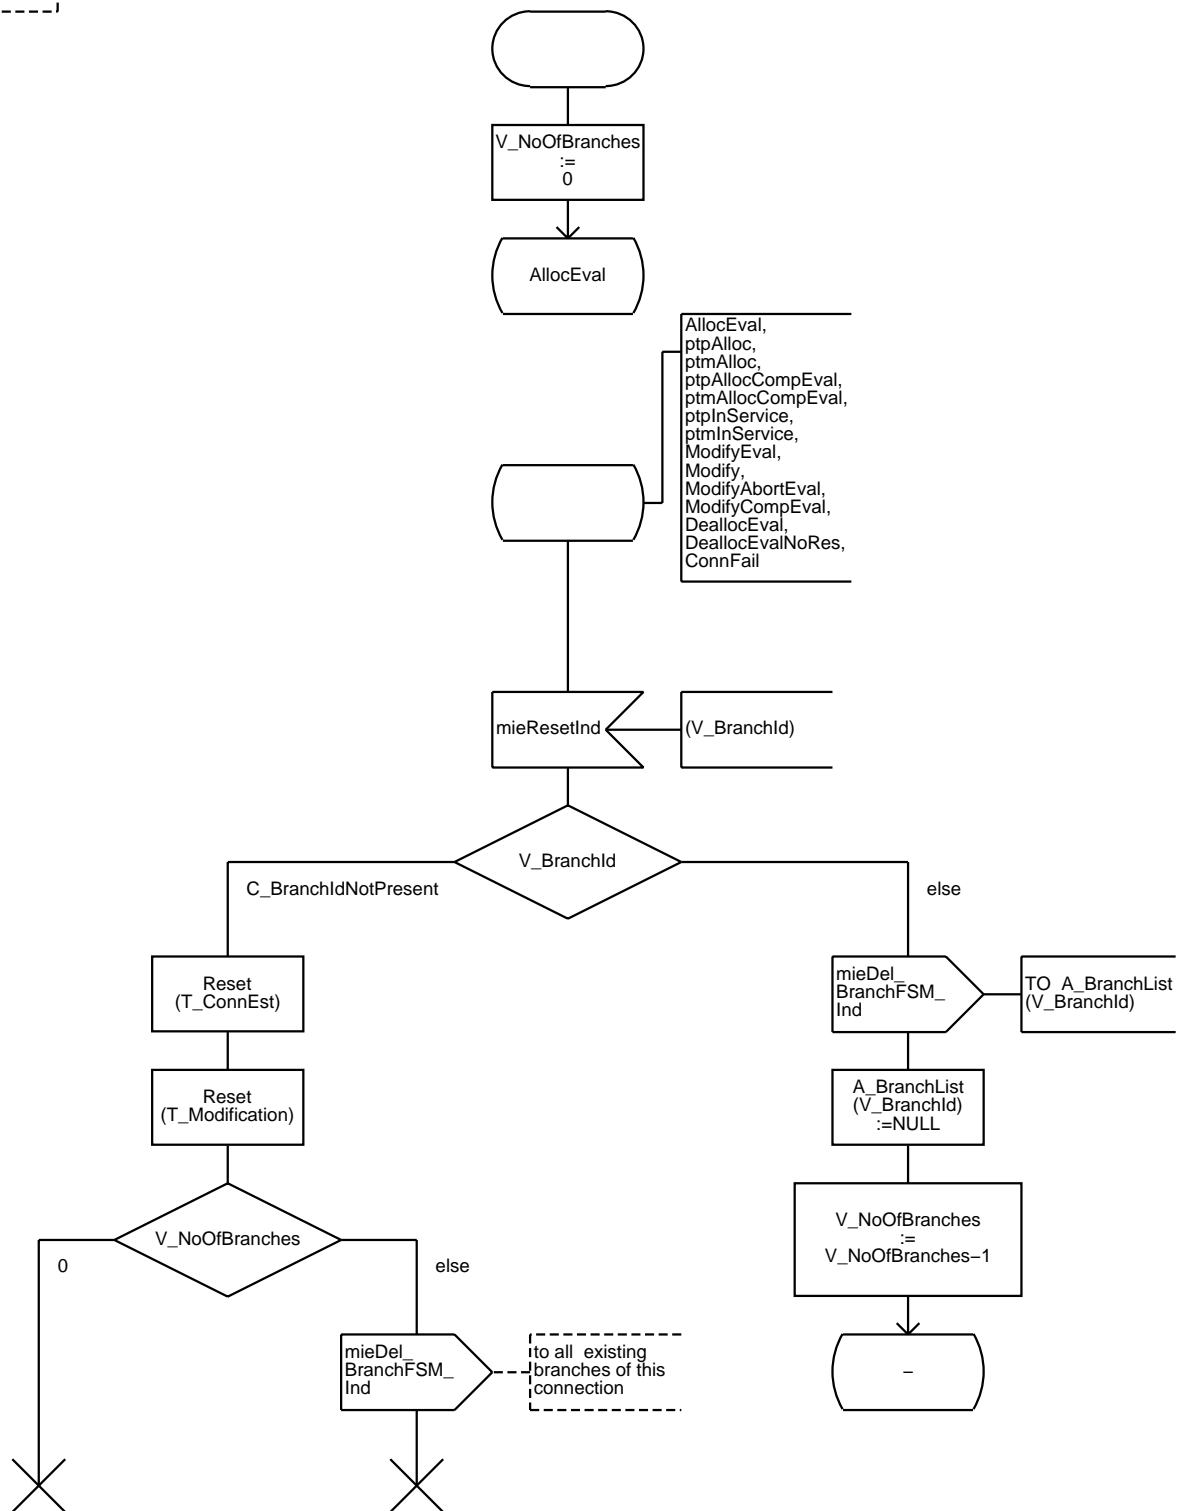 V_NoOfBranches
:=
0
AllocEval
AllocEval,
ptpAlloc,
ptmAlloc,
ptpAllocCompEval,
ptmAllocCompEval,
ptpInService,
ptmInService,
ModifyEval,
Modify,
ModifyAbortEval,
ModifyCompEval,
DeallocEval,
DeallocEvalNoRes,
ConnFail
mieResetInd
(V_BranchId)
V_BranchId
C_BranchIdNotPresent
else
Reset
(T_ConnEst)
mieDel_
BranchFSM_
Ind
TO A_BranchList
(V_BranchId)
Reset
(T_Modification)
A_BranchList
(V_BranchId)
:=NULL
V_NoOfBranches
0
else
V_NoOfBranches
:=
V_NoOfBranches−1
mieDel_
BranchFSM_
Ind
to all existing
branches of this
connection
−